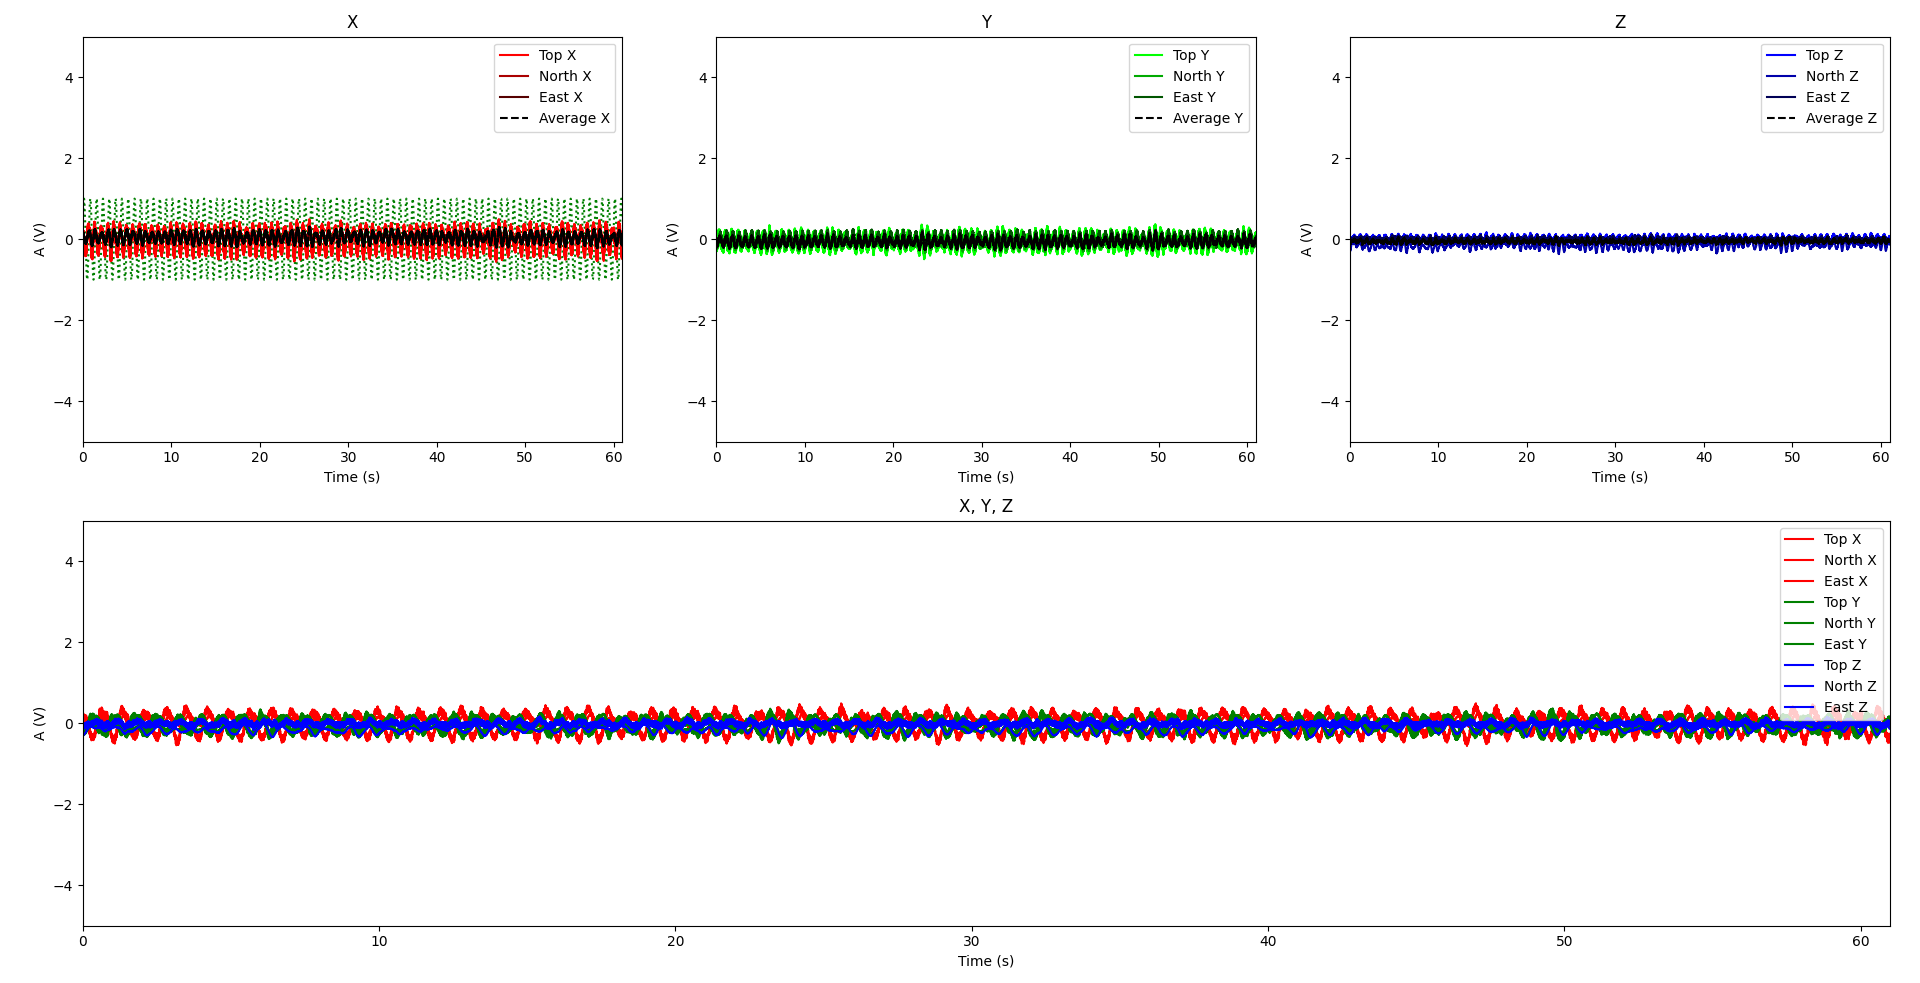 X
Top X
North X
East X
Average X
4
2
0
−2
−4
A (V)
0 10 20 30 40 50 60
Time (s)
Y
Top Y
North Y
East Y
Average Y
4
2
0
−2
−4
A (V)
0 10 20 30 40 50 60
Time (s)
Z
Top Z
North Z
East Z
Average Z
4
2
0
−2
−4
A (V)
0 10 20 30 40 50 60
Time (s)
X, Y, Z
Top X
North X
East X
Top Y
North Y
East Y
Top Z
North Z
East Z
4
2
0
−2
−4
A (V)
0 10 20 30 40 50 60
Time (s)